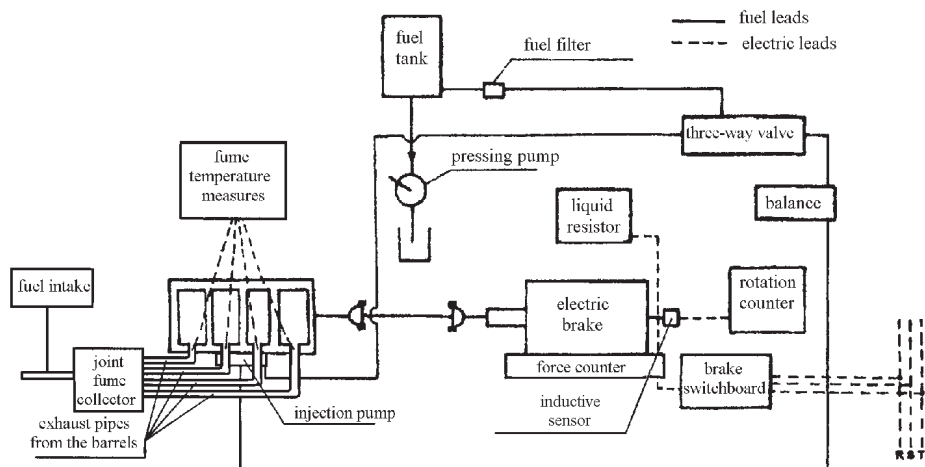 fuel leads
electric leads
fuel
tank
fuel filter
three-way valve
fume
temperature
measures
pressing pump
liquid
resistor
balance
fuel intake
electric
brake
rotation
counter
joint
fume
collector
force counter
brake
switchboard
injection pump
inductive
sensor
exhaust pipes
from the barrels
R S T